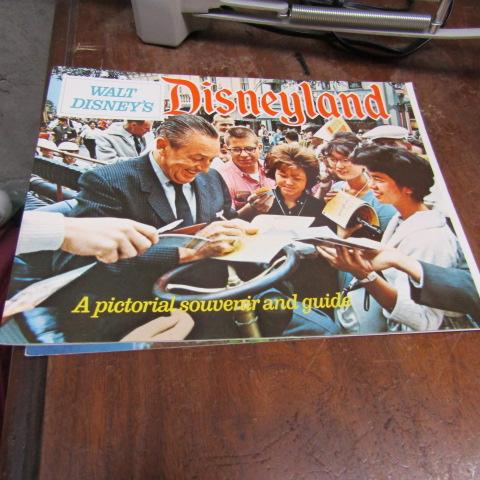 WALT
DISNEY'S
Disneyland
A pictorial souvenir and guide